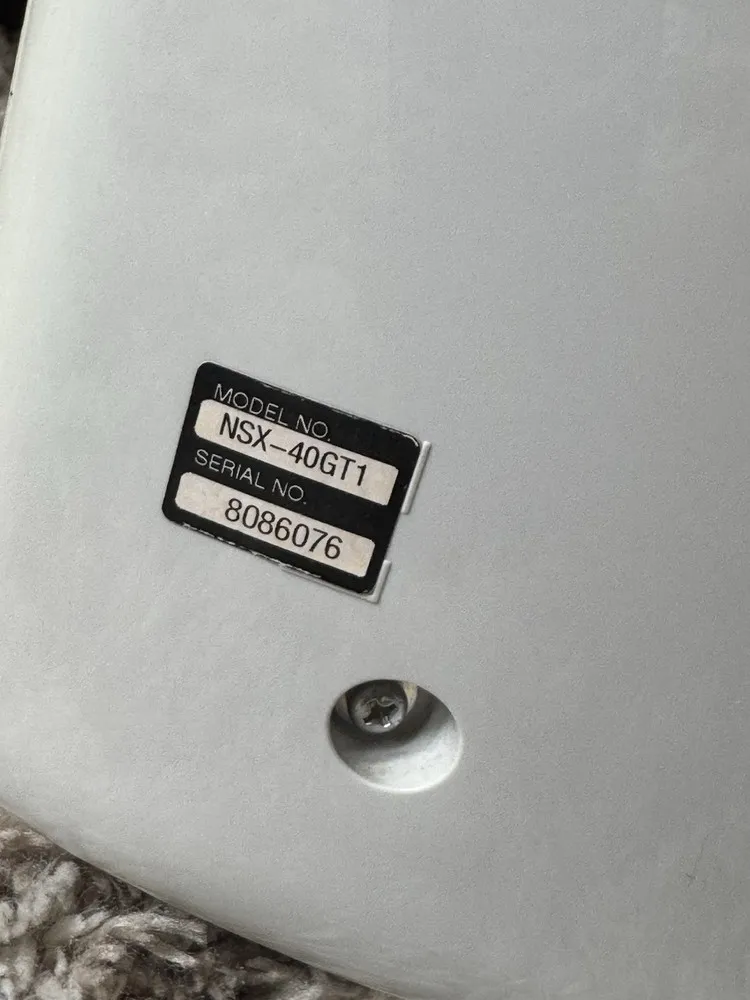 MODEL NO.
NSX-40GT1
SERIAL NO.
8086076